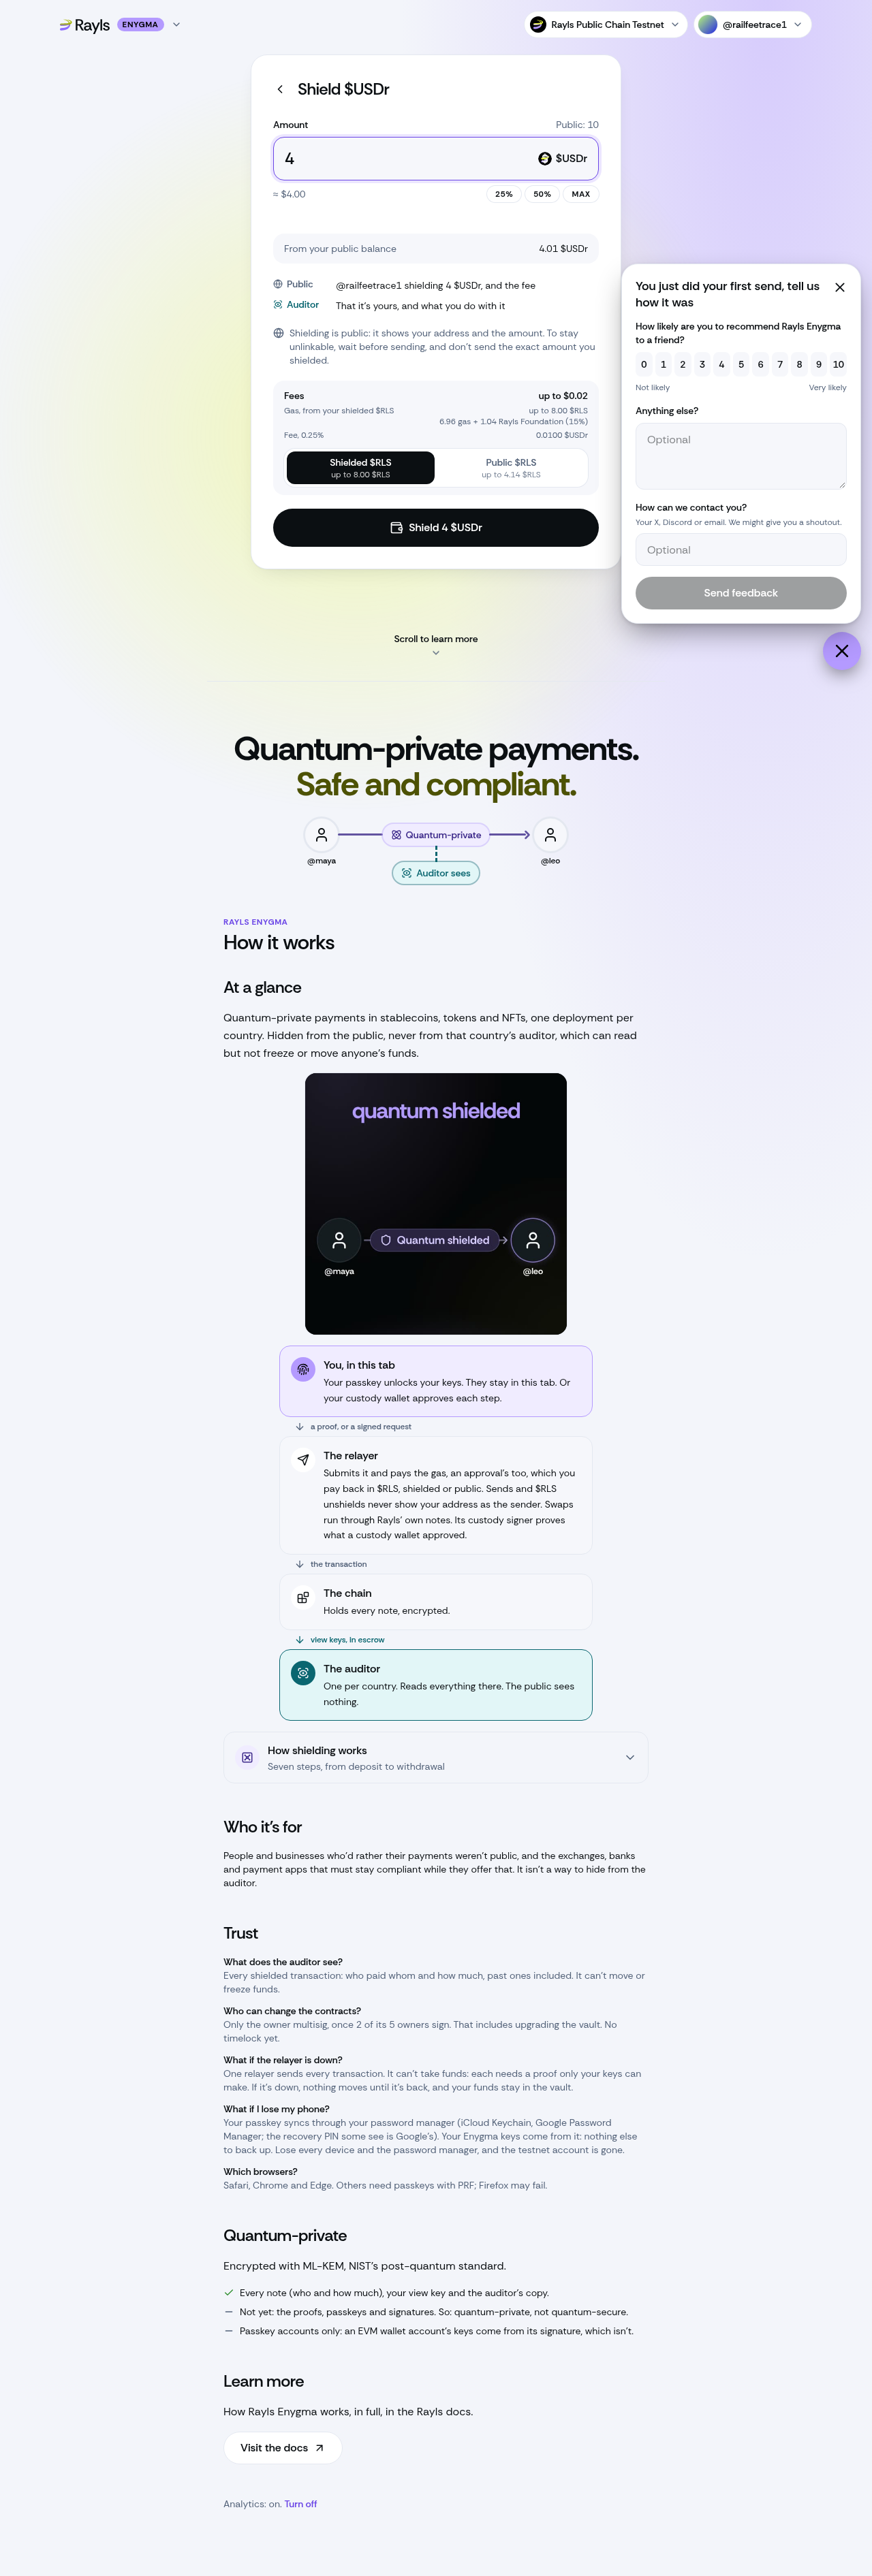 Rayls ENYGMA
Rayls Public Chain Testnet
@railfeetrace1
Shield $USDr
Amount
Public: 10
4
$USDr
≈ $4.00
25%
50%
MAX
From your public balance
4.01 $USDr
Public
@railfeetrace1 shielding 4 $USDr, and the fee
Auditor
That it's yours, and what you do with it
Shielding is public: it shows your address and the amount. To stay
unlinkable, wait before sending, and don't send the exact amount you
shielded.
Fees
up to $0.02
Gas, from your shielded $RLS
up to 8.00 $RLS
6.96 gas + 1.04 Rayls Foundation (15%)
Fee, 0.25%
0.0100 $USDr
Shielded $RLS
up to 8.00 $RLS
Public $RLS
up to 4.14 $RLS
Shield 4 $USDr
You just did your first send, tell us
how it was
How likely are you to recommend Rayls Enygma
to a friend?
0 1 2 3 4 5 6 7 8 9 10
Not likely
Very likely
Anything else?
Optional
How can we contact you?
Your X, Discord or email. We might give you a shoutout.
Optional
Send feedback
Scroll to learn more
Quantum-private payments.
Safe and compliant.
Quantum-private
@maya
@leo
Auditor sees
RAYLS ENYGMA
How it works
At a glance
Quantum-private payments in stablecoins, tokens and NFTs, one deployment per
country. Hidden from the public, never from that country's auditor, which can read
but not freeze or move anyone's funds.
quantum shielded
Quantum shielded
@maya
@leo
You, in this tab
Your passkey unlocks your keys. They stay in this tab. Or
your custody wallet approves each step.
a proof, or a signed request
The relayer
Submits it and pays the gas, an approval's too, which you
pay back in $RLS, shielded or public. Sends and $RLS
unshields never show your address as the sender. Swaps
run through Rayls' own notes. Its custody signer proves
what a custody wallet approved.
the transaction
The chain
Holds every note, encrypted.
view keys, in escrow
The auditor
One per country. Reads everything there. The public sees
nothing.
How shielding works
Seven steps, from deposit to withdrawal
Who it's for
People and businesses who'd rather their payments weren't public, and the exchanges, banks
and payment apps that must stay compliant while they offer that. It isn't a way to hide from the
auditor.
Trust
What does the auditor see?
Every shielded transaction: who paid whom and how much, past ones included. It can't move or
freeze funds.
Who can change the contracts?
Only the owner multisig, once 2 of its 5 owners sign. That includes upgrading the vault. No
timelock yet.
What if the relayer is down?
One relayer sends every transaction. It can't take funds: each needs a proof only your keys can
make. If it's down, nothing moves until it's back, and your funds stay in the vault.
What if I lose my phone?
Your passkey syncs through your password manager (iCloud Keychain, Google Password
Manager; the recovery PIN some see is Google's). Your Enygma keys come from it: nothing else
to back up. Lose every device and the password manager, and the testnet account is gone.
Which browsers?
Safari, Chrome and Edge. Others need passkeys with PRF; Firefox may fail.
Quantum-private
Encrypted with ML-KEM, NIST's post-quantum standard.
Every note (who and how much), your view key and the auditor's copy.
Not yet: the proofs, passkeys and signatures. So: quantum-private, not quantum-secure.
Passkey accounts only: an EVM wallet account's keys come from its signature, which isn't.
Learn more
How Rayls Enygma works, in full, in the Rayls docs.
Visit the docs
Analytics: on. Turn off